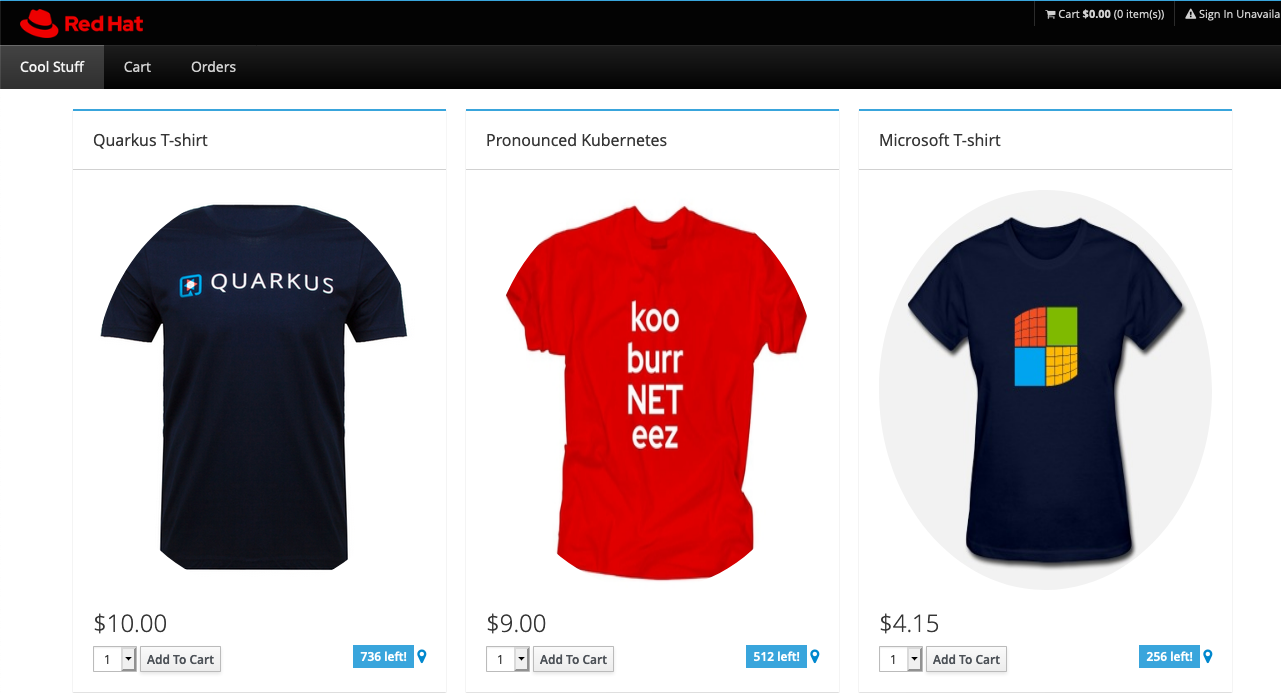 Red Hat
Cart $0.00 (0 item(s))
Sign In Unavaila
Cool Stuff
Cart
Orders
Quarkus T-shirt
Pronounced Kubernetes
Microsoft T-shirt
QUARKUS
koo
burr
NET
eez
$10.00
$9.00
$4.15
1
Add To Cart
736 left!
1
Add To Cart
512 left!
1
Add To Cart
256 left!